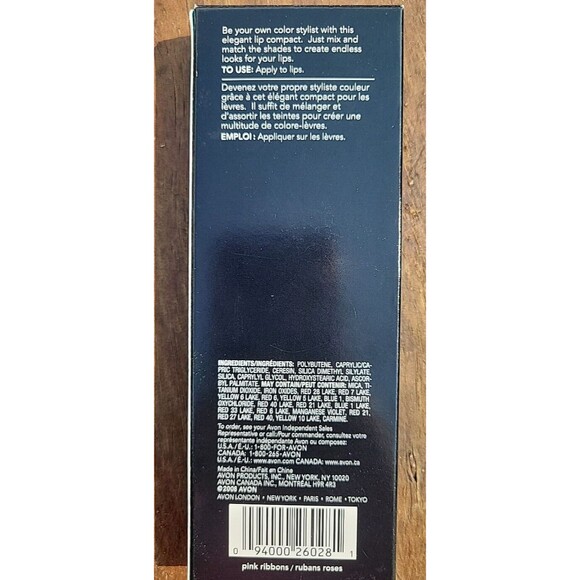 Be your own color stylist with this
elegant lip compact. Just mix and
match the shades to create endless
looks for your lips.
TO USE: Apply to lips.
Devenez votre propre styliste couleur
grâce à cet élégant compact pour les
lèvres. Il suffit de mélanger et
d'assortir les teintes pour créer une
multitude de colore-lèvres.
EMPLOI : Appliquer sur les lèvres.
INGREDIENTS/INGRÉDIENTS: POLYBUTENE, CAPRYLIC/CA-
PRIC TRIGLYCERIDE, CERESIN, SILICA DIMETHYL SILYLATE,
SILICA, CAPRYLYL GLYCOL, HYDROXYSTEARIC ACID, ASCOR-
BYL PALMITATE. MAY CONTAIN/PEUT CONTENIR: MICA, TI-
TANIUM DIOXIDE, IRON OXIDES, RED 28 LAKE, RED 7 LAKE,
YELLOW 6 LAKE, RED 6, YELLOW 5 LAKE, BLUE 1, BISMUTH
OXYCHLORIDE, RED 40 LAKE, RED 21 LAKE, BLUE 1 LAKE,
RED 33 LAKE, RED 6 LAKE, MANGANESE VIOLET, RED 21,
RED 27 LAKE, RED 40, YELLOW 10 LAKE, CARMINE.
To order, see your Avon Independent Sales
Representative or call:/Pour commander, consultez votre
représentante indépendante Avon ou composez:
U.S.A./É.U.: 1-800-FOR-AVON
CANADA: 1-800-265-AVON
U.S.A./É.U.: www.avon.com CANADA: www.avon.ca
Made in China/Fait en Chine
AVON PRODUCTS, INC., NEW YORK, NY 10020
AVON CANADA INC., MONTRÉAL H9R 4R3
©2008 AVON
AVON LONDON • NEW YORK • PARIS • ROME • TOKYO
0 94000 26028 1
pink ribbons / rubans roses